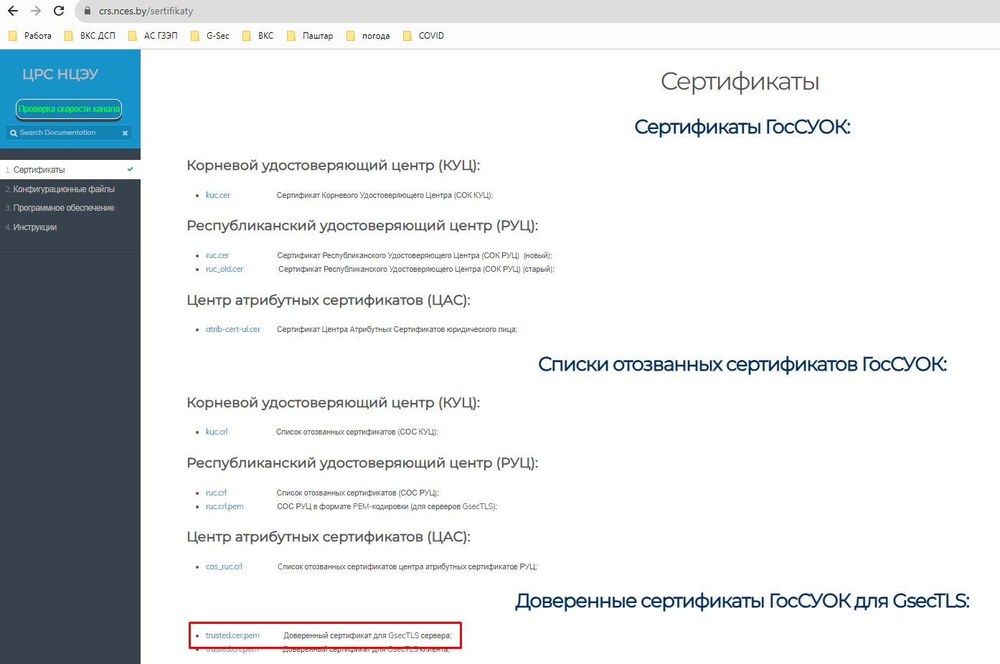 crs.nces.by/sertifikaty
Работа ВКС ДСП АС ГЗЭП G-Sec ВКС Паштар погода COVID
ЦРС НЦЭУ
Проверка скорости канала
Search Documentation
1. Сертификаты
2. Конфигурационные файлы
3. Программное обеспечение
4. Инструкции
Сертификаты
Сертификаты ГосСУОК:
Корневой удостоверяющий центр (КУЦ):
kuc.cer Сертификат Корневого Удостоверяющего Центра (СОК КУЦ);
Республиканский удостоверяющий центр (РУЦ):
ruc.cer Сертификат Республиканского Удостоверяющего Центра (СОК РУЦ) (новый);
ruc_old.cer Сертификат Республиканского Удостоверяющего Центра (СОК РУЦ) (старый);
Центр атрибутных сертификатов (ЦАС):
atrib-cert-ul.cer Сертификат Центра Атрибутных Сертификатов юридического лица;
Списки отозванных сертификатов ГосСУОК:
Корневой удостоверяющий центр (КУЦ):
kuc.crl Список отозванных сертификатов (СОС КУЦ);
Республиканский удостоверяющий центр (РУЦ):
ruc.crl Список отозванных сертификатов (СОС РУЦ);
ruc.crl.pem СОС РУЦ в формате PEM-кодировки (для серверов GsecTLS);
Центр атрибутных сертификатов (ЦАС):
cas_ruc.crl Список отозванных сертификатов центра атрибутных сертификатов РУЦ;
Доверенные сертификаты ГосСУОК для GsecTLS:
trusted.cer.pem Доверенный сертификат для GsecTLS сервера;
trusted.crt.pem Доверенный сертификат для GsecTLS клиента;